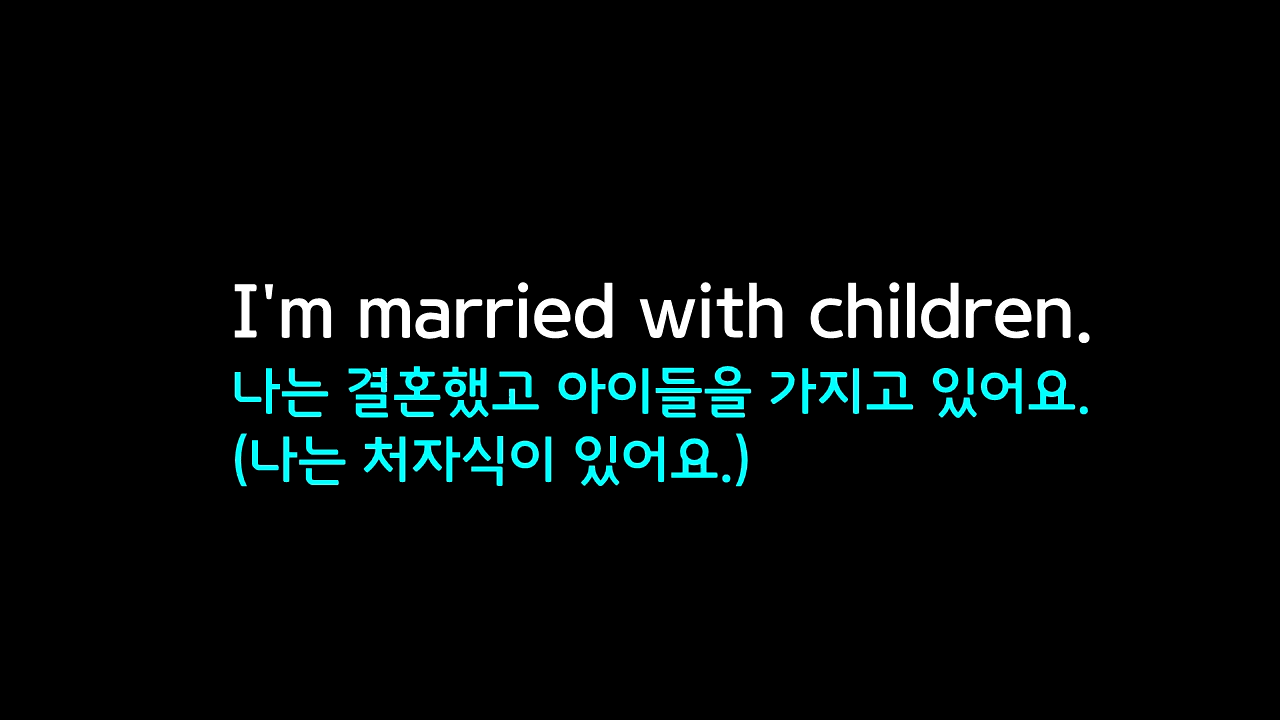 I'm married with children.
나는 결혼했고 아이들을 가지고 있어요.
(나는 처자식이 있어요.)